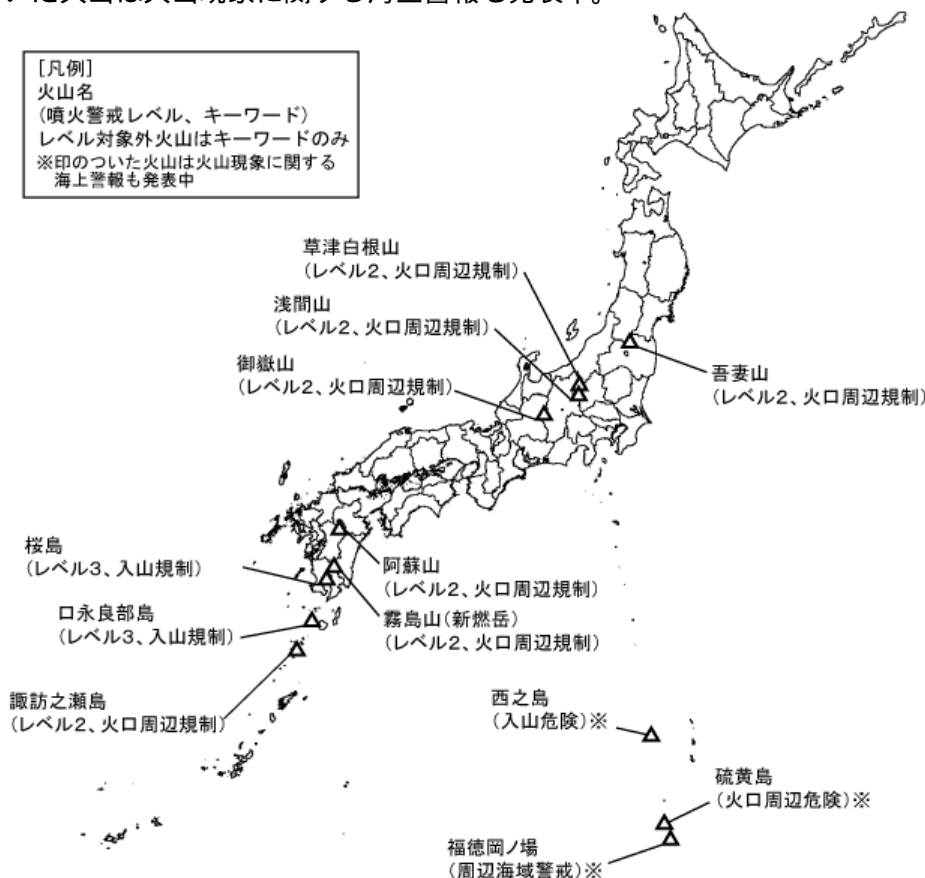 いた火山は火山現象に関する海上警報も発表中。
[凡例]
火山名
(噴火警戒レベル、キーワード)
レベル対象外火山はキーワードのみ
※印のついた火山は火山現象に関する
海上警報も発表中
草津白根山
(レベル2、火口周辺規制)
浅間山
(レベル2、火口周辺規制)
御嶽山
(レベル2、火口周辺規制)
吾妻山
(レベル2、火口周辺規制)
桜島
(レベル3、入山規制)
阿蘇山
(レベル2、火口周辺規制)
口永良部島
(レベル3、入山規制)
霧島山(新燃岳)
(レベル2、火口周辺規制)
諏訪之瀬島
(レベル2、火口周辺規制)
西之島
(入山危険)※
硫黄島
(火口周辺危険)※
福徳岡ノ場
(周辺海域警戒)※